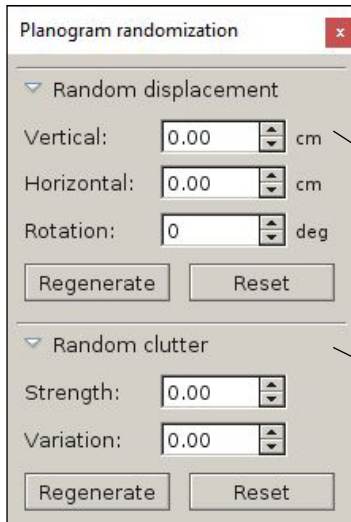 Planogram randomization x
Random displacement
Vertical: 0.00 cm
Horizontal: 0.00 cm
Rotation: 0 deg
Regenerate Reset
Random clutter
Strength: 0.00
Variation: 0.00
Regenerate Reset